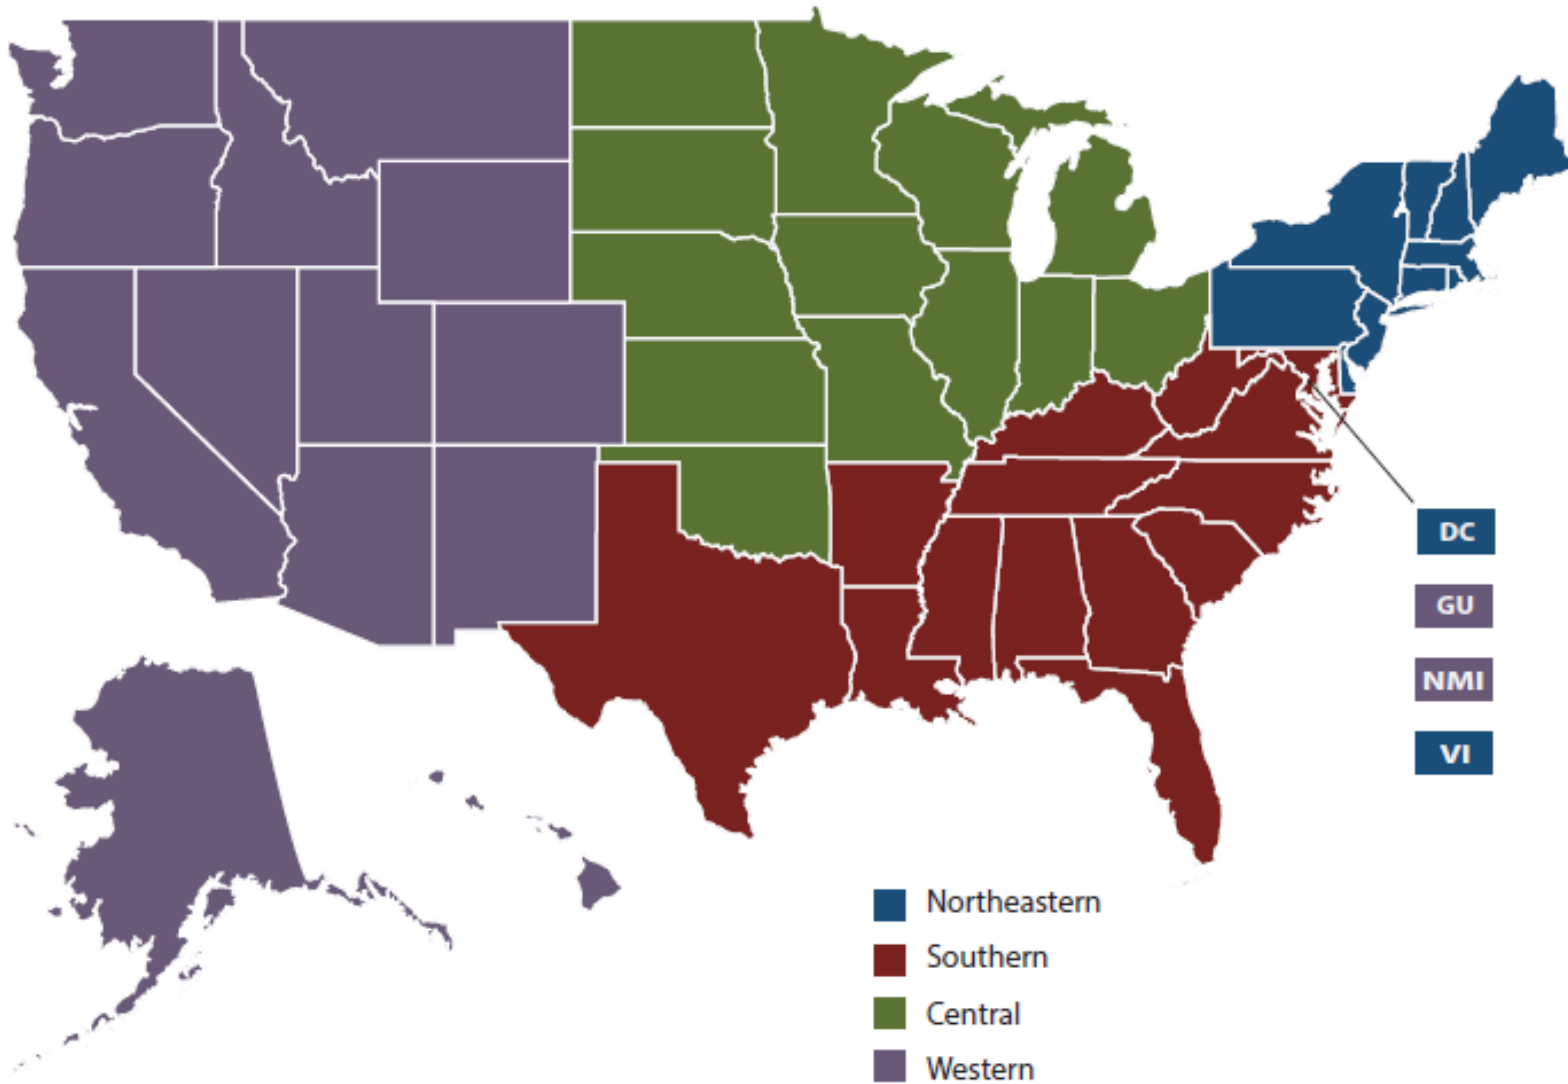 DC
GU
NMI
VI
Northeastern
Southern
Central
Western